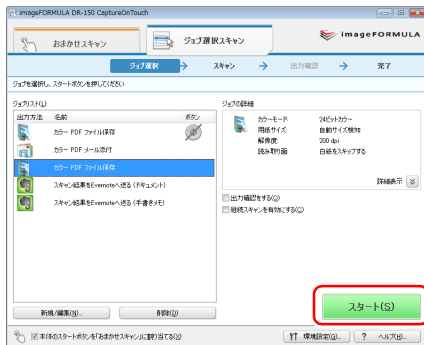 imageFORMULA DR-150 CaptureOnTouch
おまかせスキャン
ジョブ選択スキャン
imageFORMULA
ジョブ選択
スキャン
出力確認
完了
ジョブを選択し、スタートボタンを押してください
ジョブリスト(L)
出力方法 名前 ボタン
カラー PDF ファイル保存
カラー PDF メール添付
カラー PDF ファイル保存
スキャン結果をEvernoteへ送る (ドキュメント)
スキャン結果をEvernoteへ送る (手書きメモ)
新規/編集(N)...
削除(D)
ジョブの詳細
カラーモード 24ビットカラー
用紙サイズ 自動サイズ検知
解像度 200 dpi
読み取り面 白紙をスキップする
詳細表示
出力確認をする(O)
継続スキャンを有効にする(C)
スタート(S)
本体のスタートボタンを「おまかせスキャン」に割り当てる(X)
環境設定(G)...
? ヘルプ(H)...